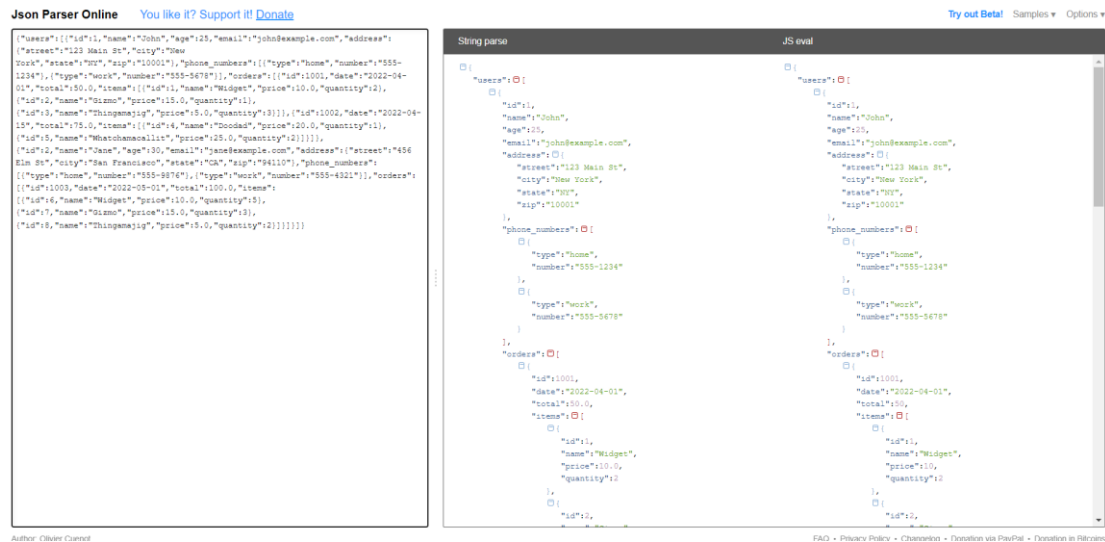 Json Parser Online You like it? Support it! Donate
Try out Beta! Samples ▾ Options ▾
{"users":[{"id":1,"name":"John","age":25,"email":"john@example.com","address":
{"street":"123 Main St","city":"New
York","state":"NY","zip":"10001"},"phone_numbers":[{"type":"home","number":"555-
1234"},{"type":"work","number":"555-5678"}],"orders":[{"id":1001,"date":"2022-04-
01","total":50.0,"items":[{"id":1,"name":"Widget","price":10.0,"quantity":2},
{"id":2,"name":"Gizmo","price":15.0,"quantity":1},
{"id":3,"name":"Thingamajig","price":5.0,"quantity":3}]},{"id":1002,"date":"2022-04-
15","total":75.0,"items":[{"id":4,"name":"Doodad","price":20.0,"quantity":1},
{"id":5,"name":"Whatchamacallit","price":25.0,"quantity":2}]}]},
{"id":2,"name":"Jane","age":30,"email":"jane@example.com","address":{"street":"456
Elm St","city":"San Francisco","state":"CA","zip":"94110"},"phone_numbers":
[{"type":"home","number":"555-9876"},{"type":"work","number":"555-4321"}],"orders":
[{"id":1003,"date":"2022-05-01","total":100.0,"items":
[{"id":6,"name":"Widget","price":10.0,"quantity":5},
{"id":7,"name":"Gizmo","price":15.0,"quantity":3},
{"id":8,"name":"Thingamajig","price":5.0,"quantity":2}]}]}]}
String parse
{
"users":[
{
"id":1,
"name":"John",
"age":25,
"email":"john@example.com",
"address":{
"street":"123 Main St",
"city":"New York",
"state":"NY",
"zip":"10001"
},
"phone_numbers":[
{
"type":"home",
"number":"555-1234"
},
{
"type":"work",
"number":"555-5678"
}
],
"orders":[
{
"id":1001,
"date":"2022-04-01",
"total":50.0,
"items":[
{
"id":1,
"name":"Widget",
"price":10.0,
"quantity":2
},
{
"id":2,
JS eval
{
"users":[
{
"id":1,
"name":"John",
"age":25,
"email":"john@example.com",
"address":{
"street":"123 Main St",
"city":"New York",
"state":"NY",
"zip":"10001"
},
"phone_numbers":[
{
"type":"home",
"number":"555-1234"
},
{
"type":"work",
"number":"555-5678"
}
],
"orders":[
{
"id":1001,
"date":"2022-04-01",
"total":50,
"items":[
{
"id":1,
"name":"Widget",
"price":10,
"quantity":2
},
{
"id":2,
Author: Olivier Cuenot
FAQ • Privacy Policy • Changelog • Donation via PayPal • Donation in Bitcoins